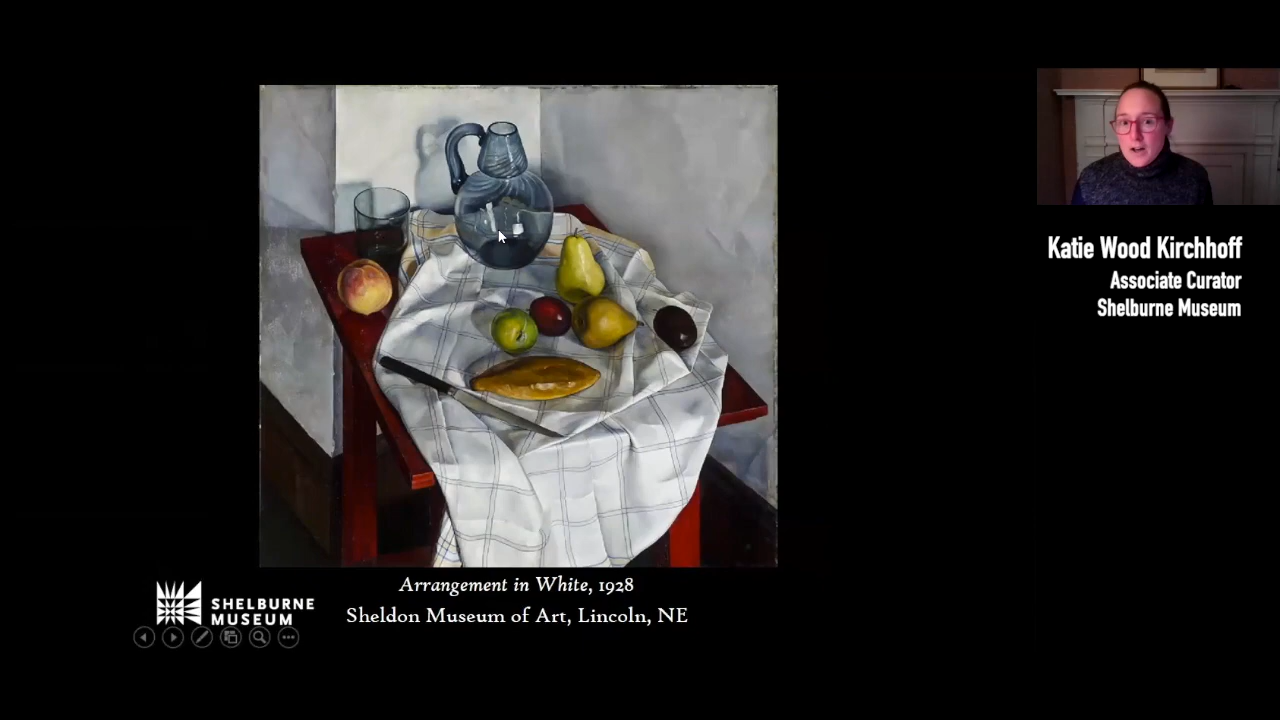 Katie Wood Kirchhoff
Associate Curator
Shelburne Museum
Arrangement in White, 1928
Sheldon Museum of Art, Lincoln, NE
SHELBURNE
MUSEUM